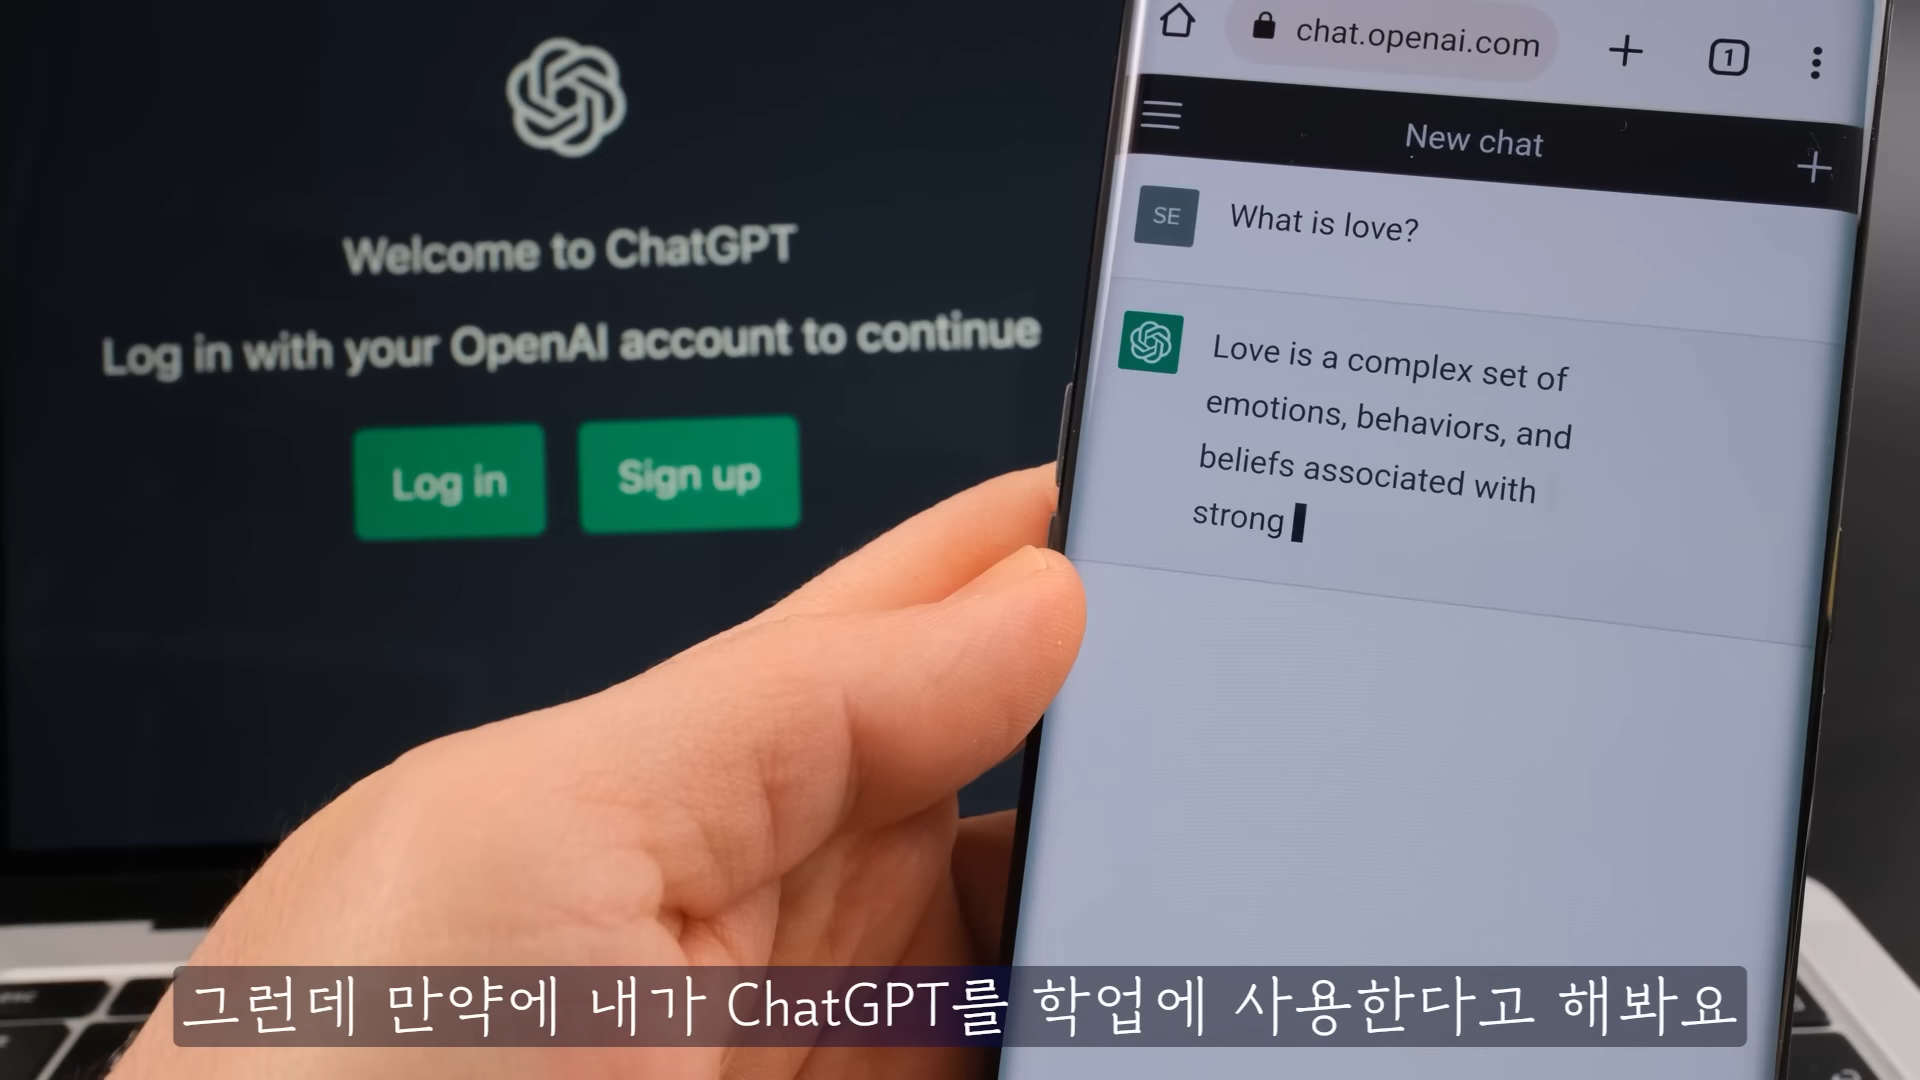 Welcome to ChatGPT
Log in with your OpenAI account to continue
Log in
Sign up
chat.openai.com
1
New chat
SE
What is love?
Love is a complex set of
emotions, behaviors, and
beliefs associated with
strong
그런데 만약에 내가 ChatGPT를 학업에 사용한다고 해봐요